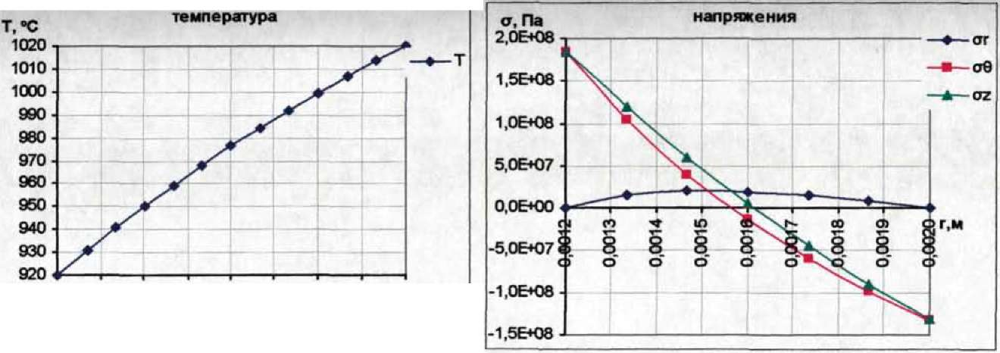 температура
T, °C
1020
1010
1000
990
980
970
960
950
940
930
920
T
напряжения
σ, Па
2,0E+08
1,5E+08
1,0E+08
5,0E+07
0,0E+00
-5,0E+07
-1,0E+08
-1,5E+08
0,0012
0,0013
0,0014
0,0015
0,0016
0,0017
0,0018
0,0019
0,0020
r,м
σr
σθ
σz